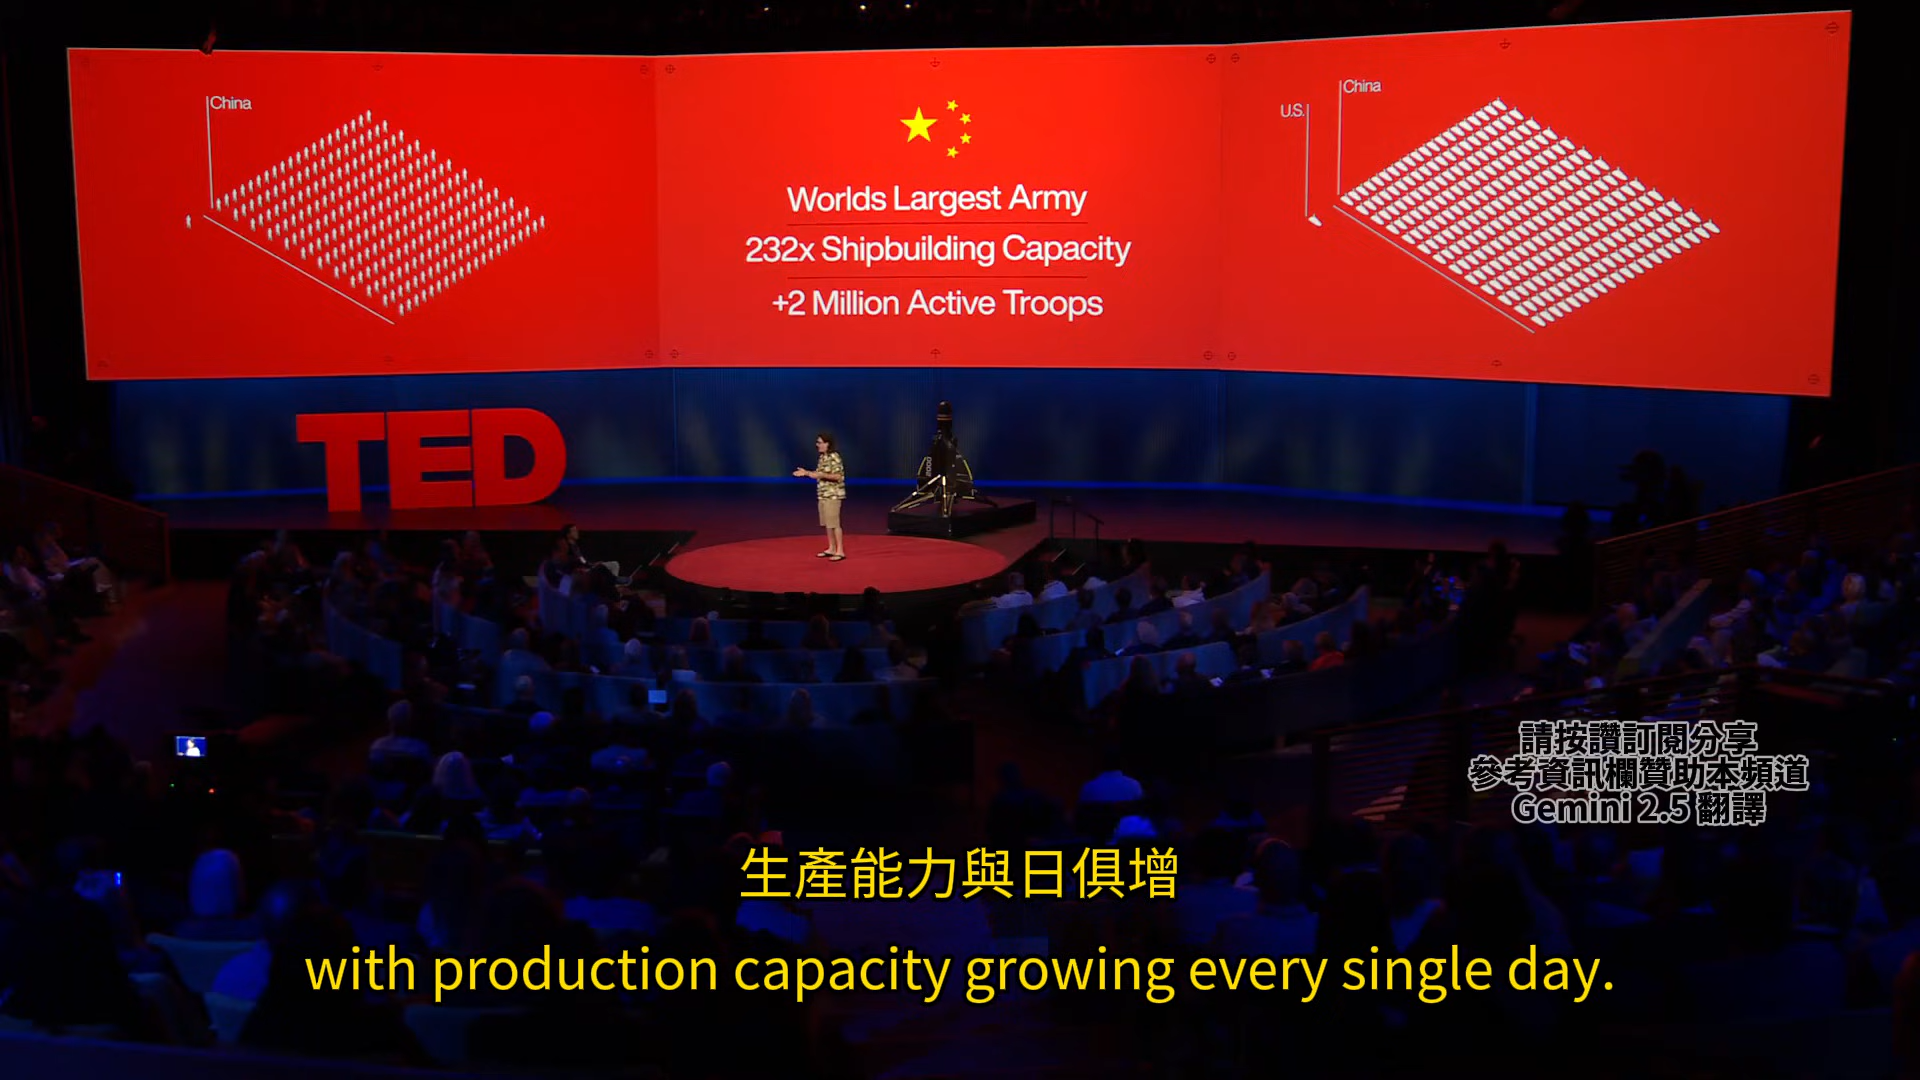 China
Worlds Largest Army
232x Shipbuilding Capacity
+2 Million Active Troops
U.S.
China
TED
請按讚訂閱分享
參考資訊欄贊助本頻道
Gemini 2.5 翻譯
生產能力與日俱增
with production capacity growing every single day.